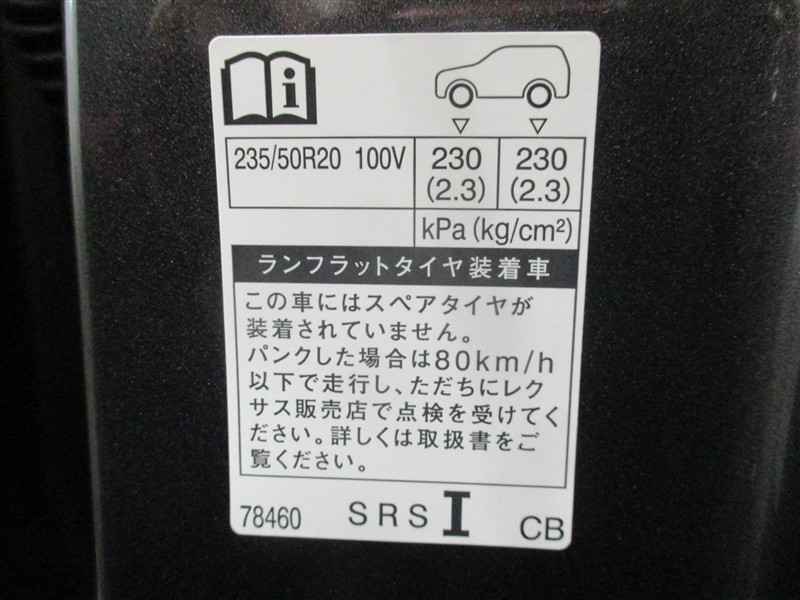 235/50R20 100V 230 230
(2.3) (2.3)
kPa (kg/cm²)
ランフラットタイヤ装着車
この車にはスペアタイヤが
装着されていません。
パンクした場合は80km/h
以下で走行し、ただちにレク
サス販売店で点検を受けてく
ださい。詳しくは取扱書をご
覧ください。
78460 SRS I CB